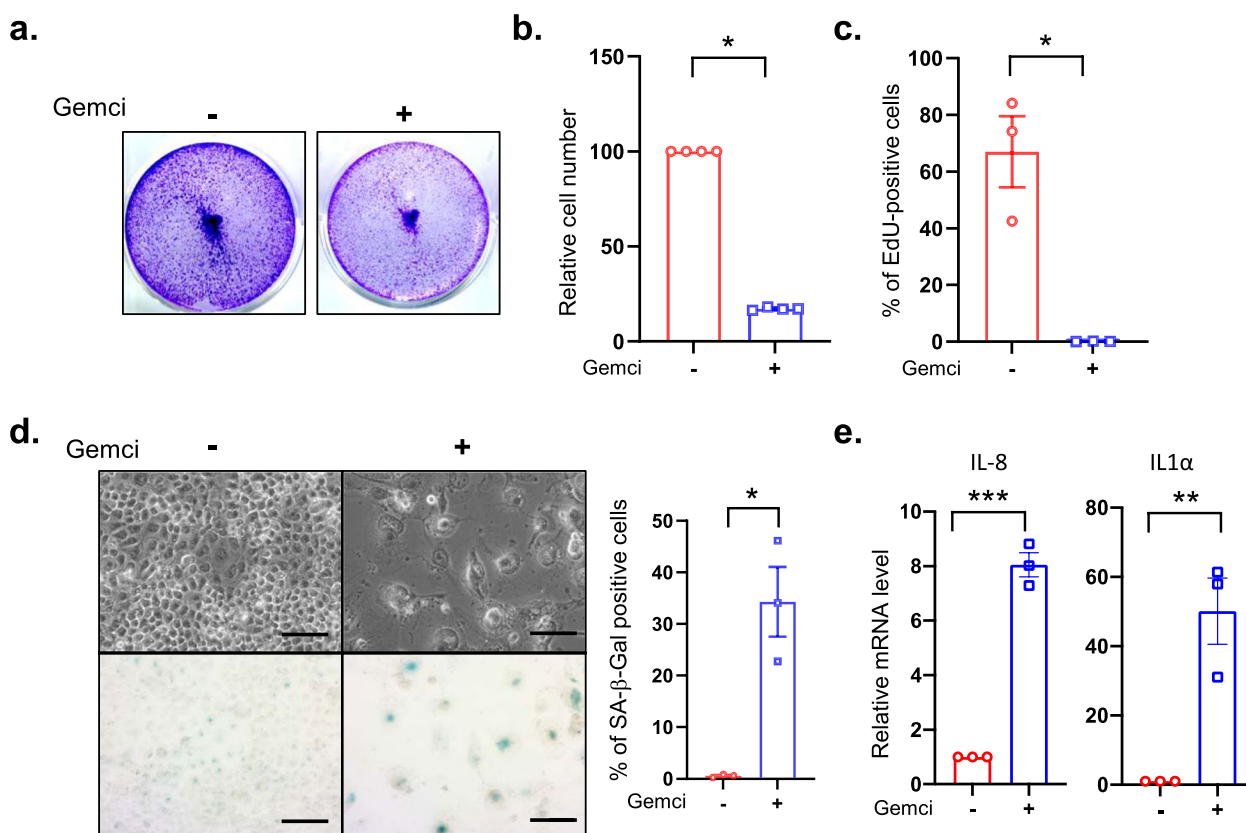 a.
Gemci - +
b.
Relative cell number
150
100
50
0
*
Gemci - +
c.
% of EdU-positive cells
100
80
60
40
20
0
*
Gemci - +
d.
Gemci - +
% of SA-β-Gal positive cells
50
40
30
20
10
0
*
Gemci - +
e.
Relative mRNA level
IL-8
***
10
8
6
4
2
0
Gemci - +
IL1α
**
80
60
40
20
0
- +